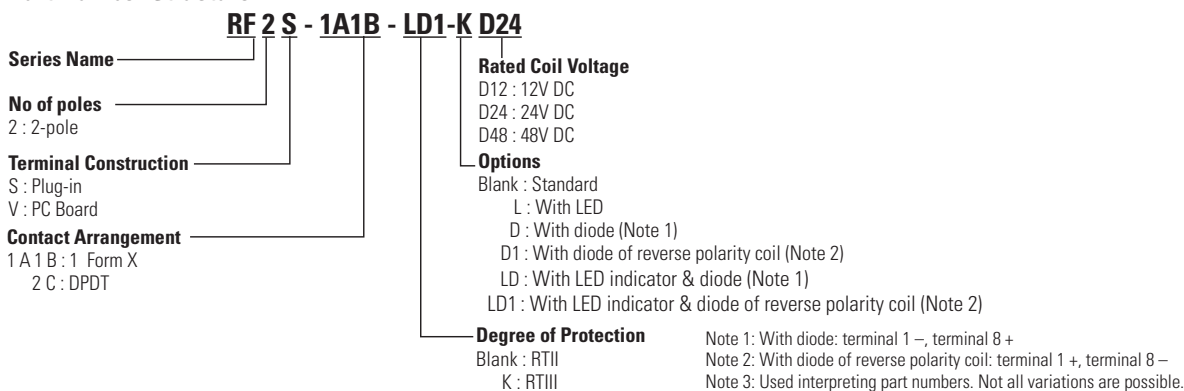 RF 2 S - 1A1B - LD1-K D24
Series Name
No of poles
2 : 2-pole
Terminal Construction
S : Plug-in
V : PC Board
Contact Arrangement
1 A 1 B : 1 Form X
2 C : DPDT
Rated Coil Voltage
D12 : 12V DC
D24 : 24V DC
D48 : 48V DC
Options
Blank : Standard
L : With LED
D : With diode (Note 1)
D1 : With diode of reverse polarity coil (Note 2)
LD : With LED indicator & diode (Note 1)
LD1 : With LED indicator & diode of reverse polarity coil (Note 2)
Degree of Protection
Blank : RTII
K : RTIII
Note 1: With diode: terminal 1 –, terminal 8 +
Note 2: With diode of reverse polarity coil: terminal 1 +, terminal 8 –
Note 3: Used interpreting part numbers. Not all variations are possible.